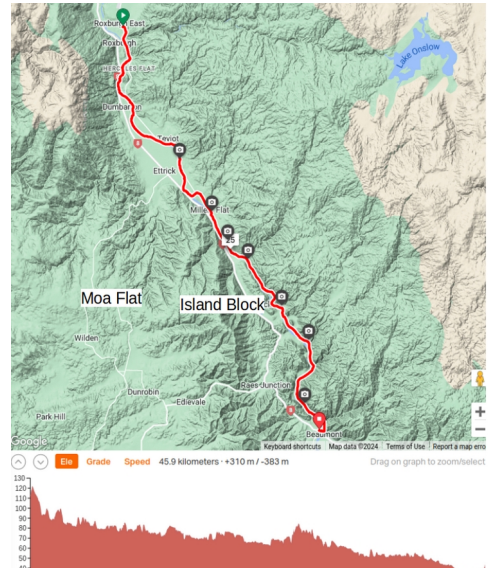 Roxburgh East
Roxburgh
HERCULES FLAT
Lake Onslow
Dumbarton
Teviot
8
Ettrick
Millers Flat
25
Moa Flat
Island Block
Wilden
Raes Junction
Dunrobin
Edievale
8
Park Hill
Beaumont
+
−
Google
Keyboard shortcuts Map data ©2024 Terms of Use Report a map erro
Ele Grade Speed 45.9 kilometers · +310 m / -383 m Drag on graph to zoom/select
130
120
110
100
90
80
70
60
50
40